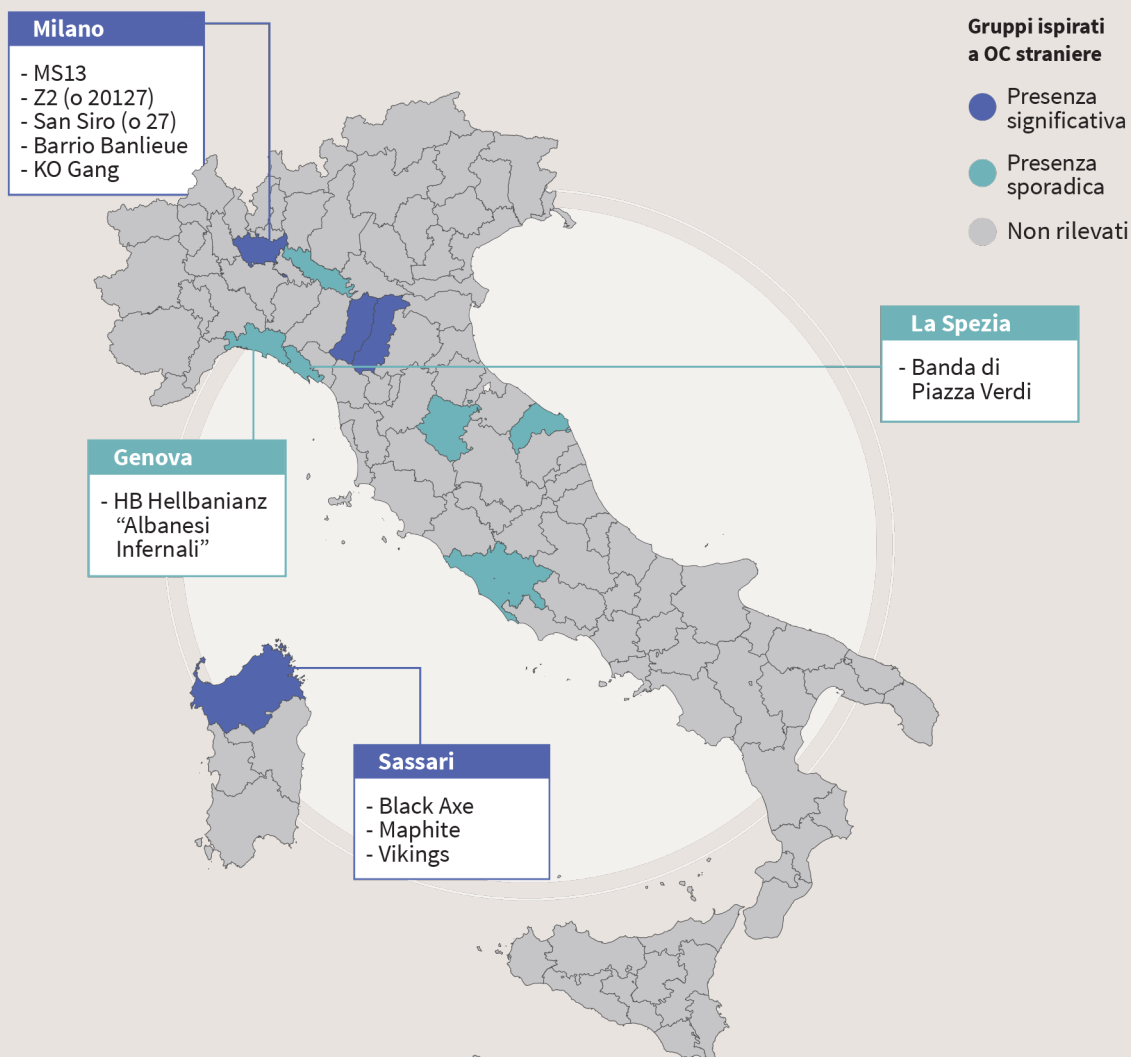 Milano
- MS13
- Z2 (o 20127)
- San Siro (o 27)
- Barrio Banlieue
- KO Gang
Gruppi ispirati
a OC straniere
Presenza
significativa
Presenza
sporadica
Non rilevati
La Spezia
- Banda di
Piazza Verdi
Genova
- HB Hellbanianz
“Albanesi
Infernali”
Sassari
- Black Axe
- Maphite
- Vikings